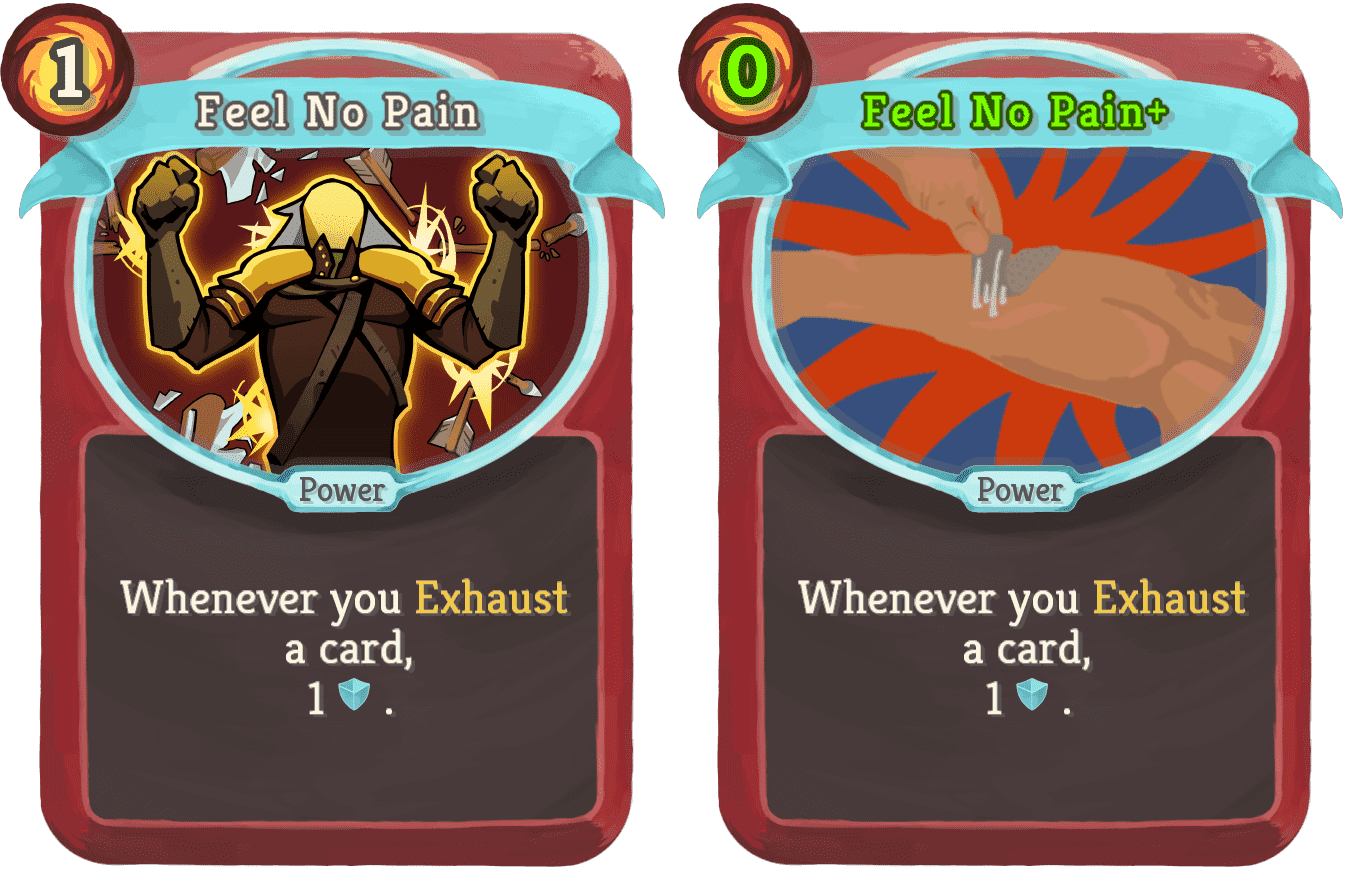 1
Feel No Pain
Power
Whenever you Exhaust
a card,
1 .
0
Feel No Pain+
Power
Whenever you Exhaust
a card,
1 .